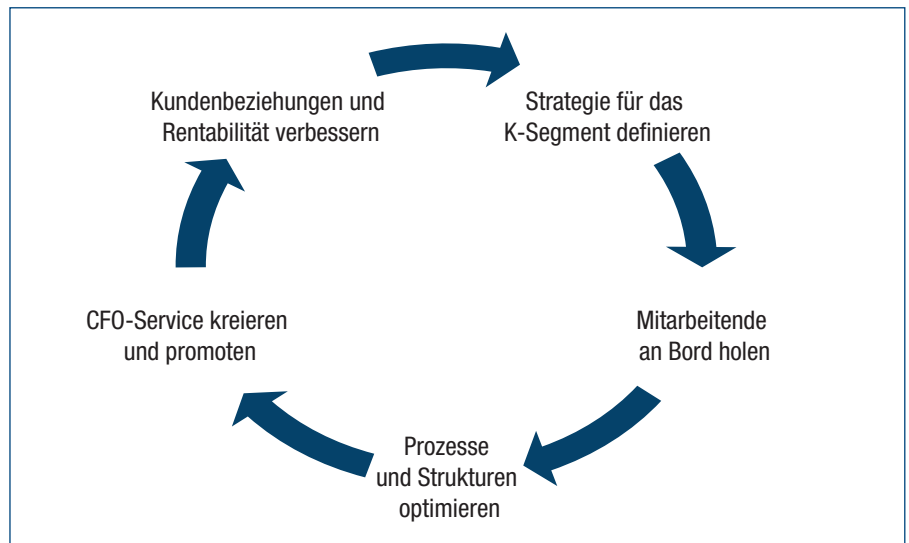 Kundenbeziehungen und
Rentabilität verbessern
Strategie für das
K-Segment definieren
Mitarbeitende
an Bord holen
Prozesse
und Strukturen
optimieren
CFO-Service kreieren
und promoten